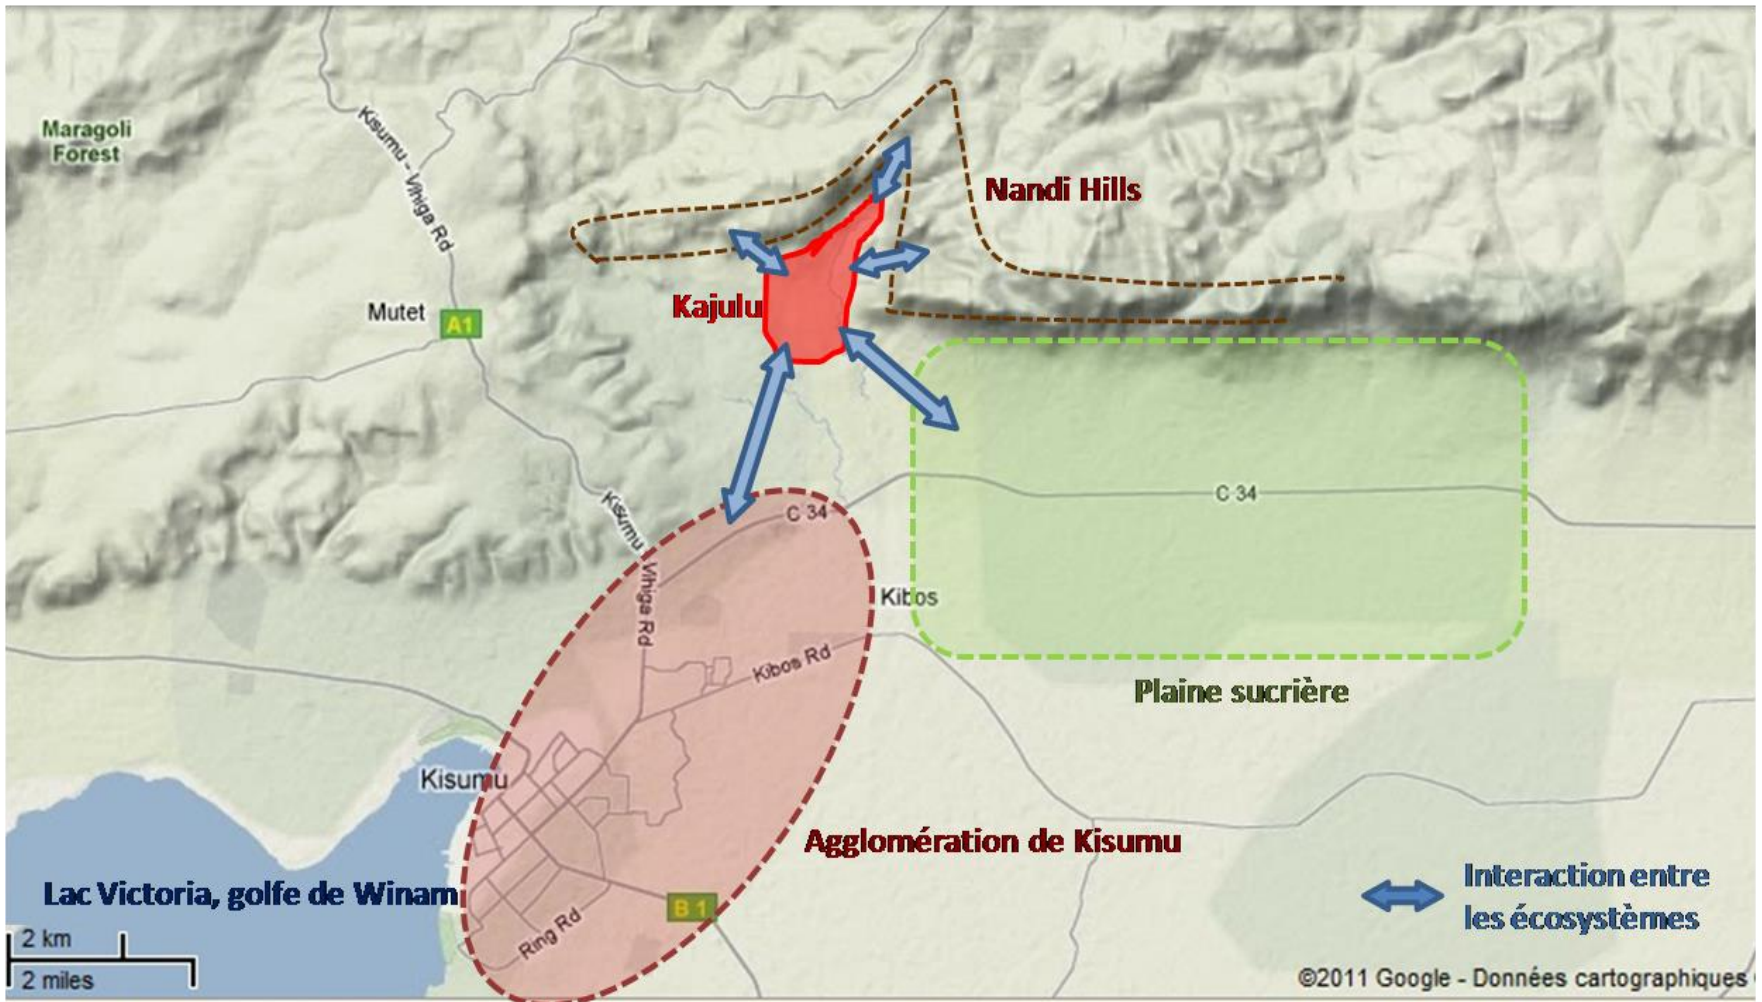 Maragoli
Forest
Kisumu - Vihiga Rd
Nandi Hills
Kajulu
Mutet
A1
C 34
Kisumu
Vihiga Rd
C 34
Kibos
Kibos Rd
Plaine sucrière
Kisumu
Agglomération de Kisumu
Lac Victoria, golfe de Winam
B 1
Ring Rd
Interaction entre
les écosystèmes
2 km
2 miles
©2011 Google - Données cartographiques